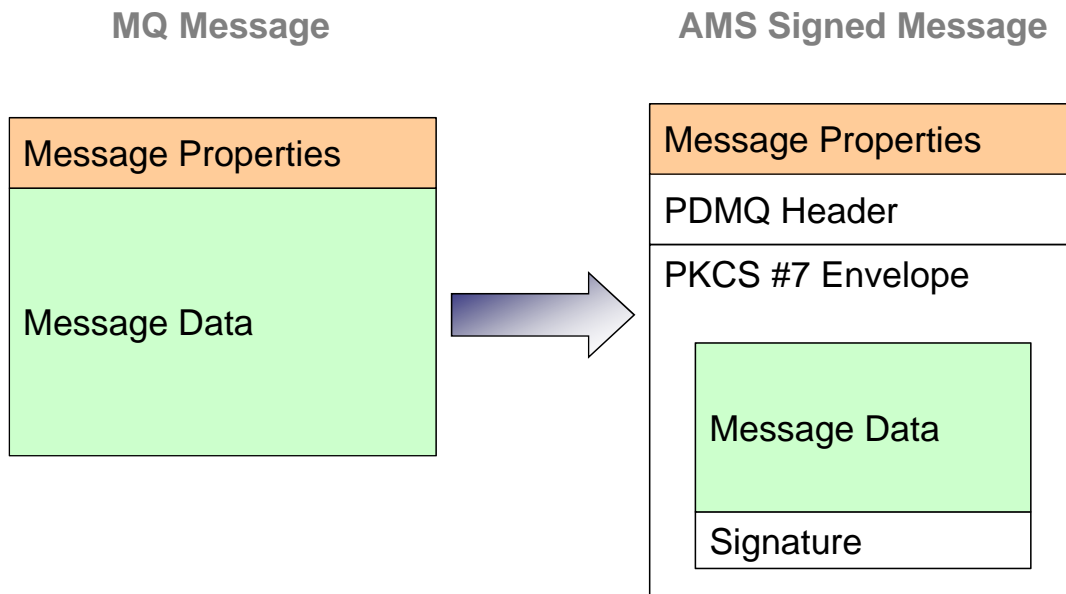 MQ Message
Message Properties
Message Data
AMS Signed Message
Message Properties
PDMQ Header
PKCS #7 Envelope
Message Data
Signature